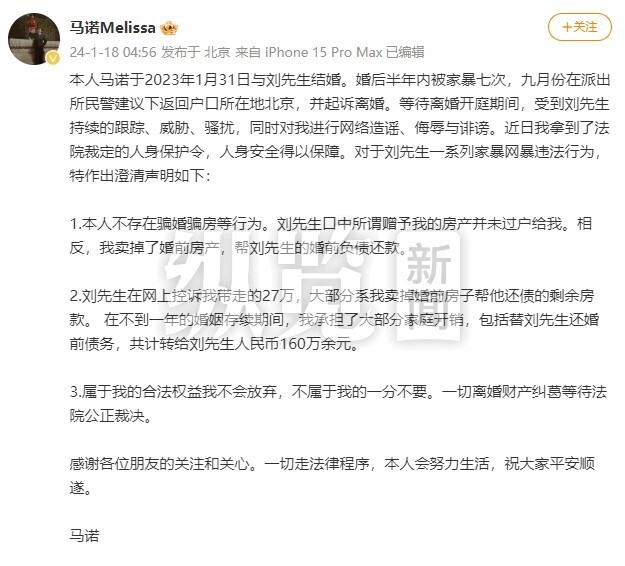 马诺Melissa
+关注
24-1-18 04:56 发布于 北京 来自 iPhone 15 Pro Max 已编辑
本人马诺于2023年1月31日与刘先生结婚。婚后半年内被家暴七次，九月份在派出
所民警建议下返回户口所在地北京，并起诉离婚。等待离婚开庭期间，受到刘先生
持续的跟踪、威胁、骚扰，同时对我进行网络造谣、侮辱与诽谤。近日我拿到了法
院裁定的人身保护令，人身安全得以保障。对于刘先生一系列家暴网暴违法行为，
特作出澄清声明如下：
1.本人不存在骗婚骗房等行为。刘先生口中所谓赠予我的房产并未过户给我。相
反，我卖掉了婚前房产，帮刘先生的婚前负债还款。
2.刘先生在网上控诉我带走的27万，大部分系我卖掉婚前房子帮他还债的剩余房
款。 在不到一年的婚姻存续期间，我承担了大部分家庭开销，包括替刘先生还婚
前债务，共计转给刘先生人民币160万余元。
3.属于我的合法权益我不会放弃，不属于我的一分不要。一切离婚财产纠葛等待法
院公正裁决。
感谢各位朋友的关注和关心。一切走法律程序，本人会努力生活，祝大家平安顺
遂。
马诺
纵览新闻